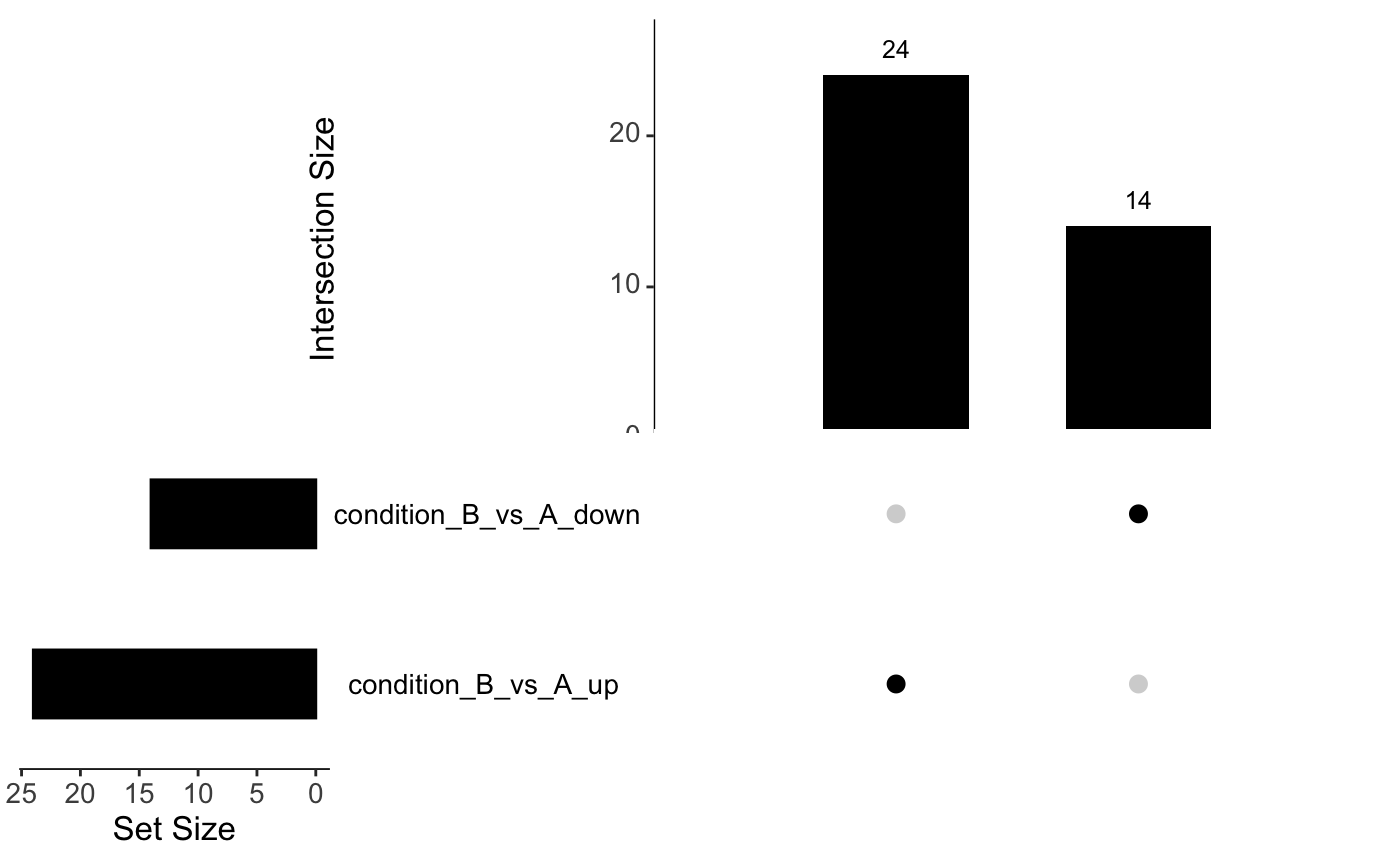 24
20
14
Intersection Size
10
0
condition_B_vs_A_down
condition_B_vs_A_up
25 20 15 10 5 0
Set Size